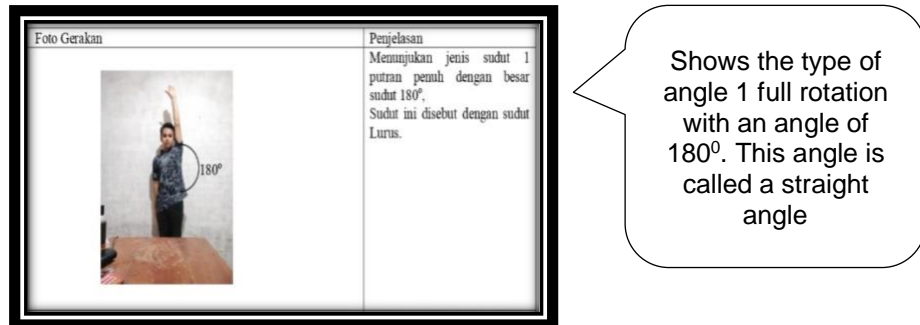 Foto Gerakan
Penjelasan
Menunjukan jenis sudut 1
putran penuh dengan besar
sudut 180°,
Sudut ini disebut dengan sudut
Lurus.
180°
Shows the type of
angle 1 full rotation
with an angle of
180⁰. This angle is
called a straight
angle